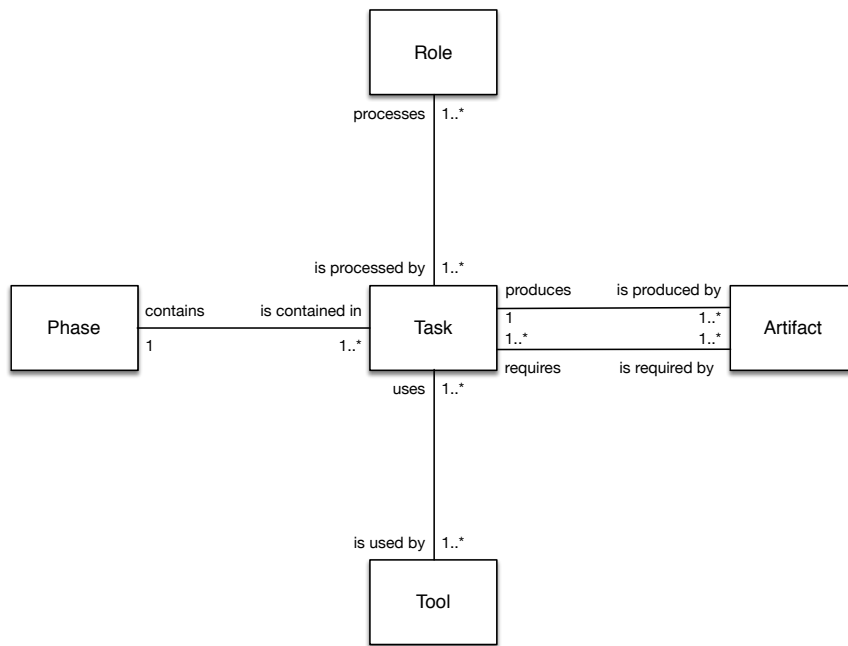 Role
processes 1..*
is processed by 1..*
Phase
contains is contained in
1 1..*
Task
produces is produced by
1 1..*
1..* 1..*
requires is required by
Artifact
uses 1..*
is used by 1..*
Tool